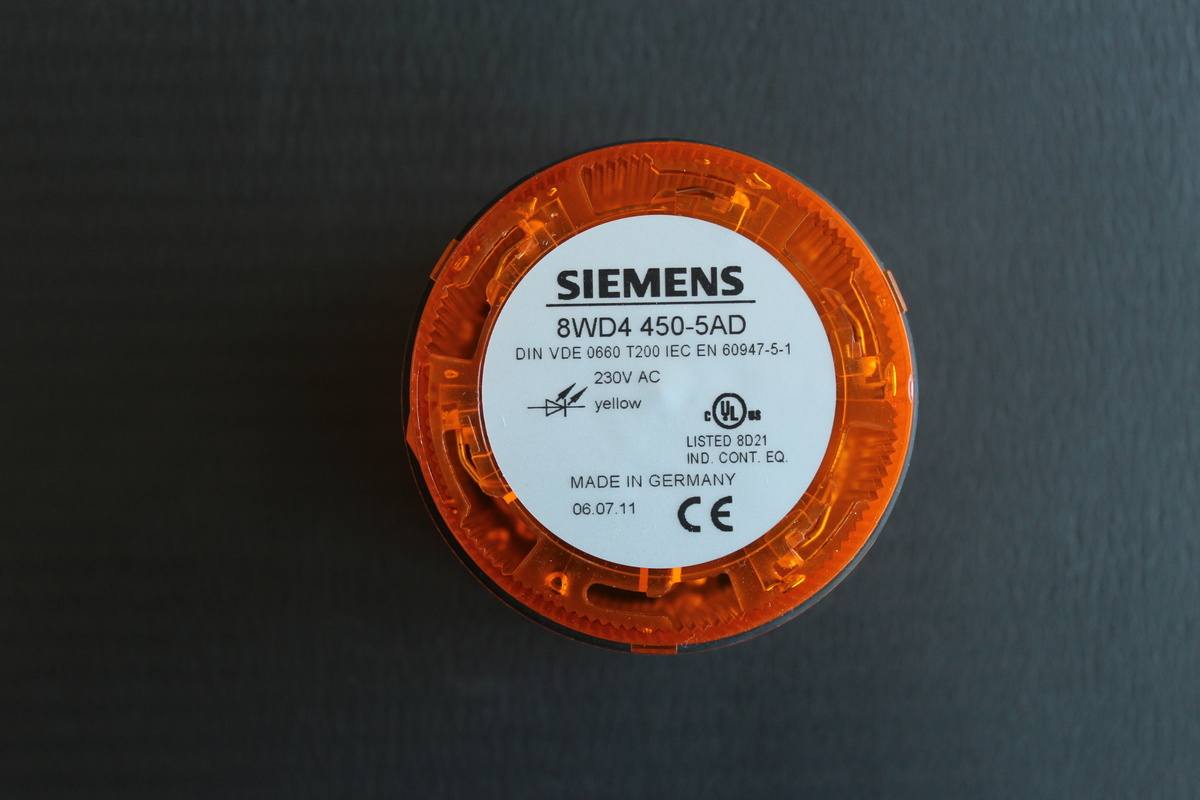 SIEMENS
8WD4 450-5AD
DIN VDE 0660 T200 IEC EN 60947-5-1
230V AC
yellow
c UL us
LISTED 8D21
IND. CONT. EQ.
MADE IN GERMANY
06.07.11 CE